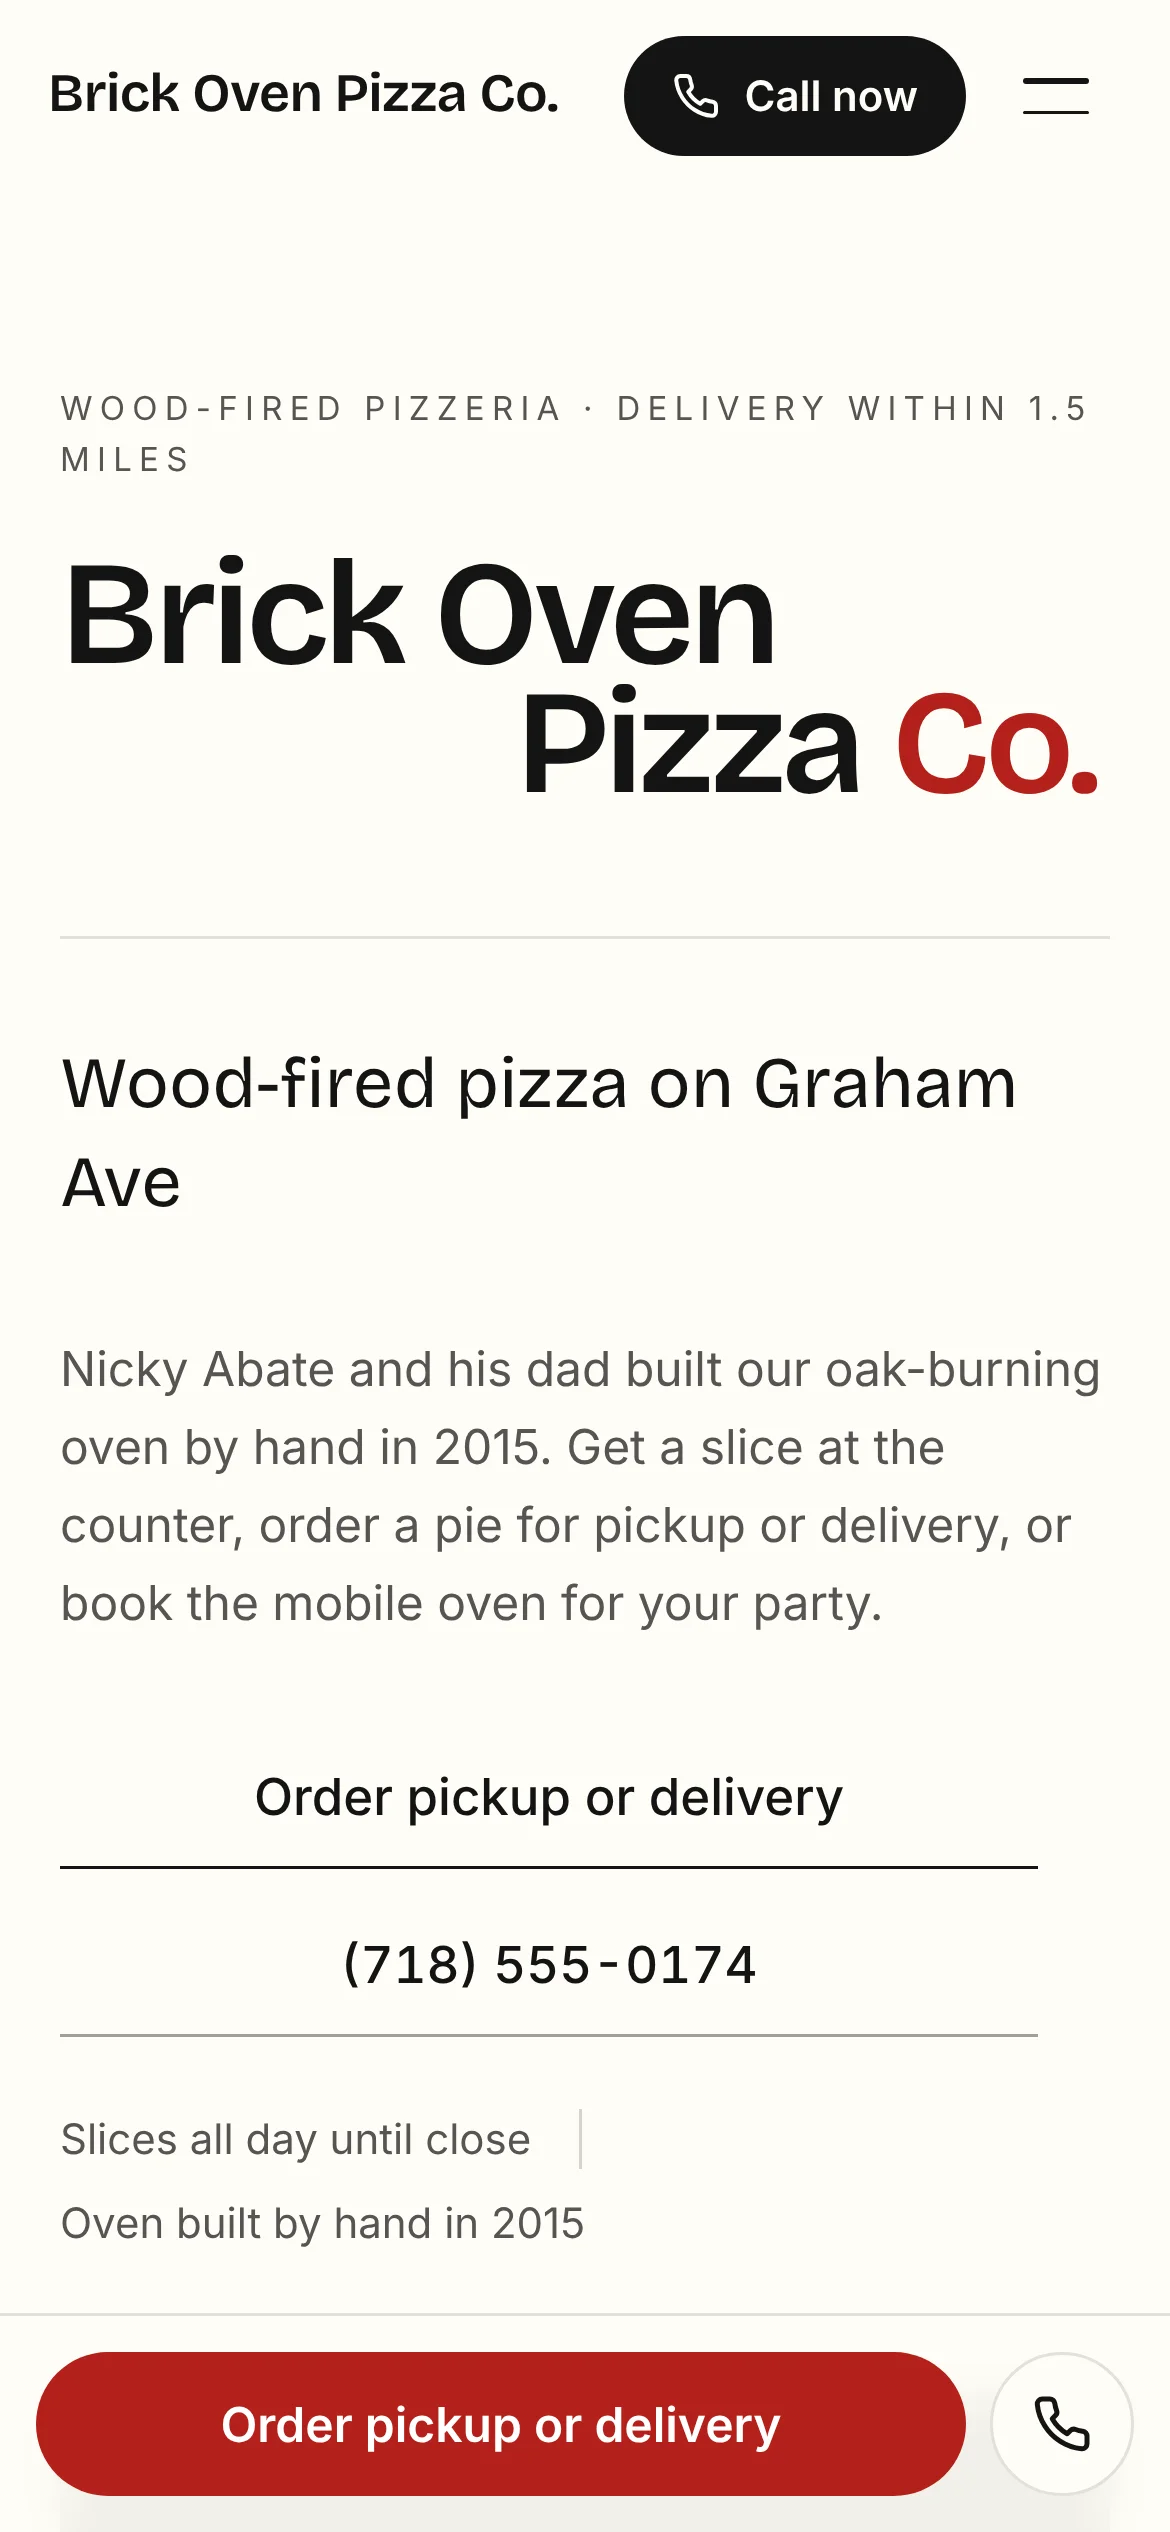 Brick Oven Pizza Co.
Call now
WOOD-FIRED PIZZERIA · DELIVERY WITHIN 1.5
MILES
Brick Oven
Pizza Co.
Wood-fired pizza on Graham
Ave
Nicky Abate and his dad built our oak-burning
oven by hand in 2015. Get a slice at the
counter, order a pie for pickup or delivery, or
book the mobile oven for your party.
Order pickup or delivery
(718) 555-0174
Slices all day until close
Oven built by hand in 2015
Order pickup or delivery